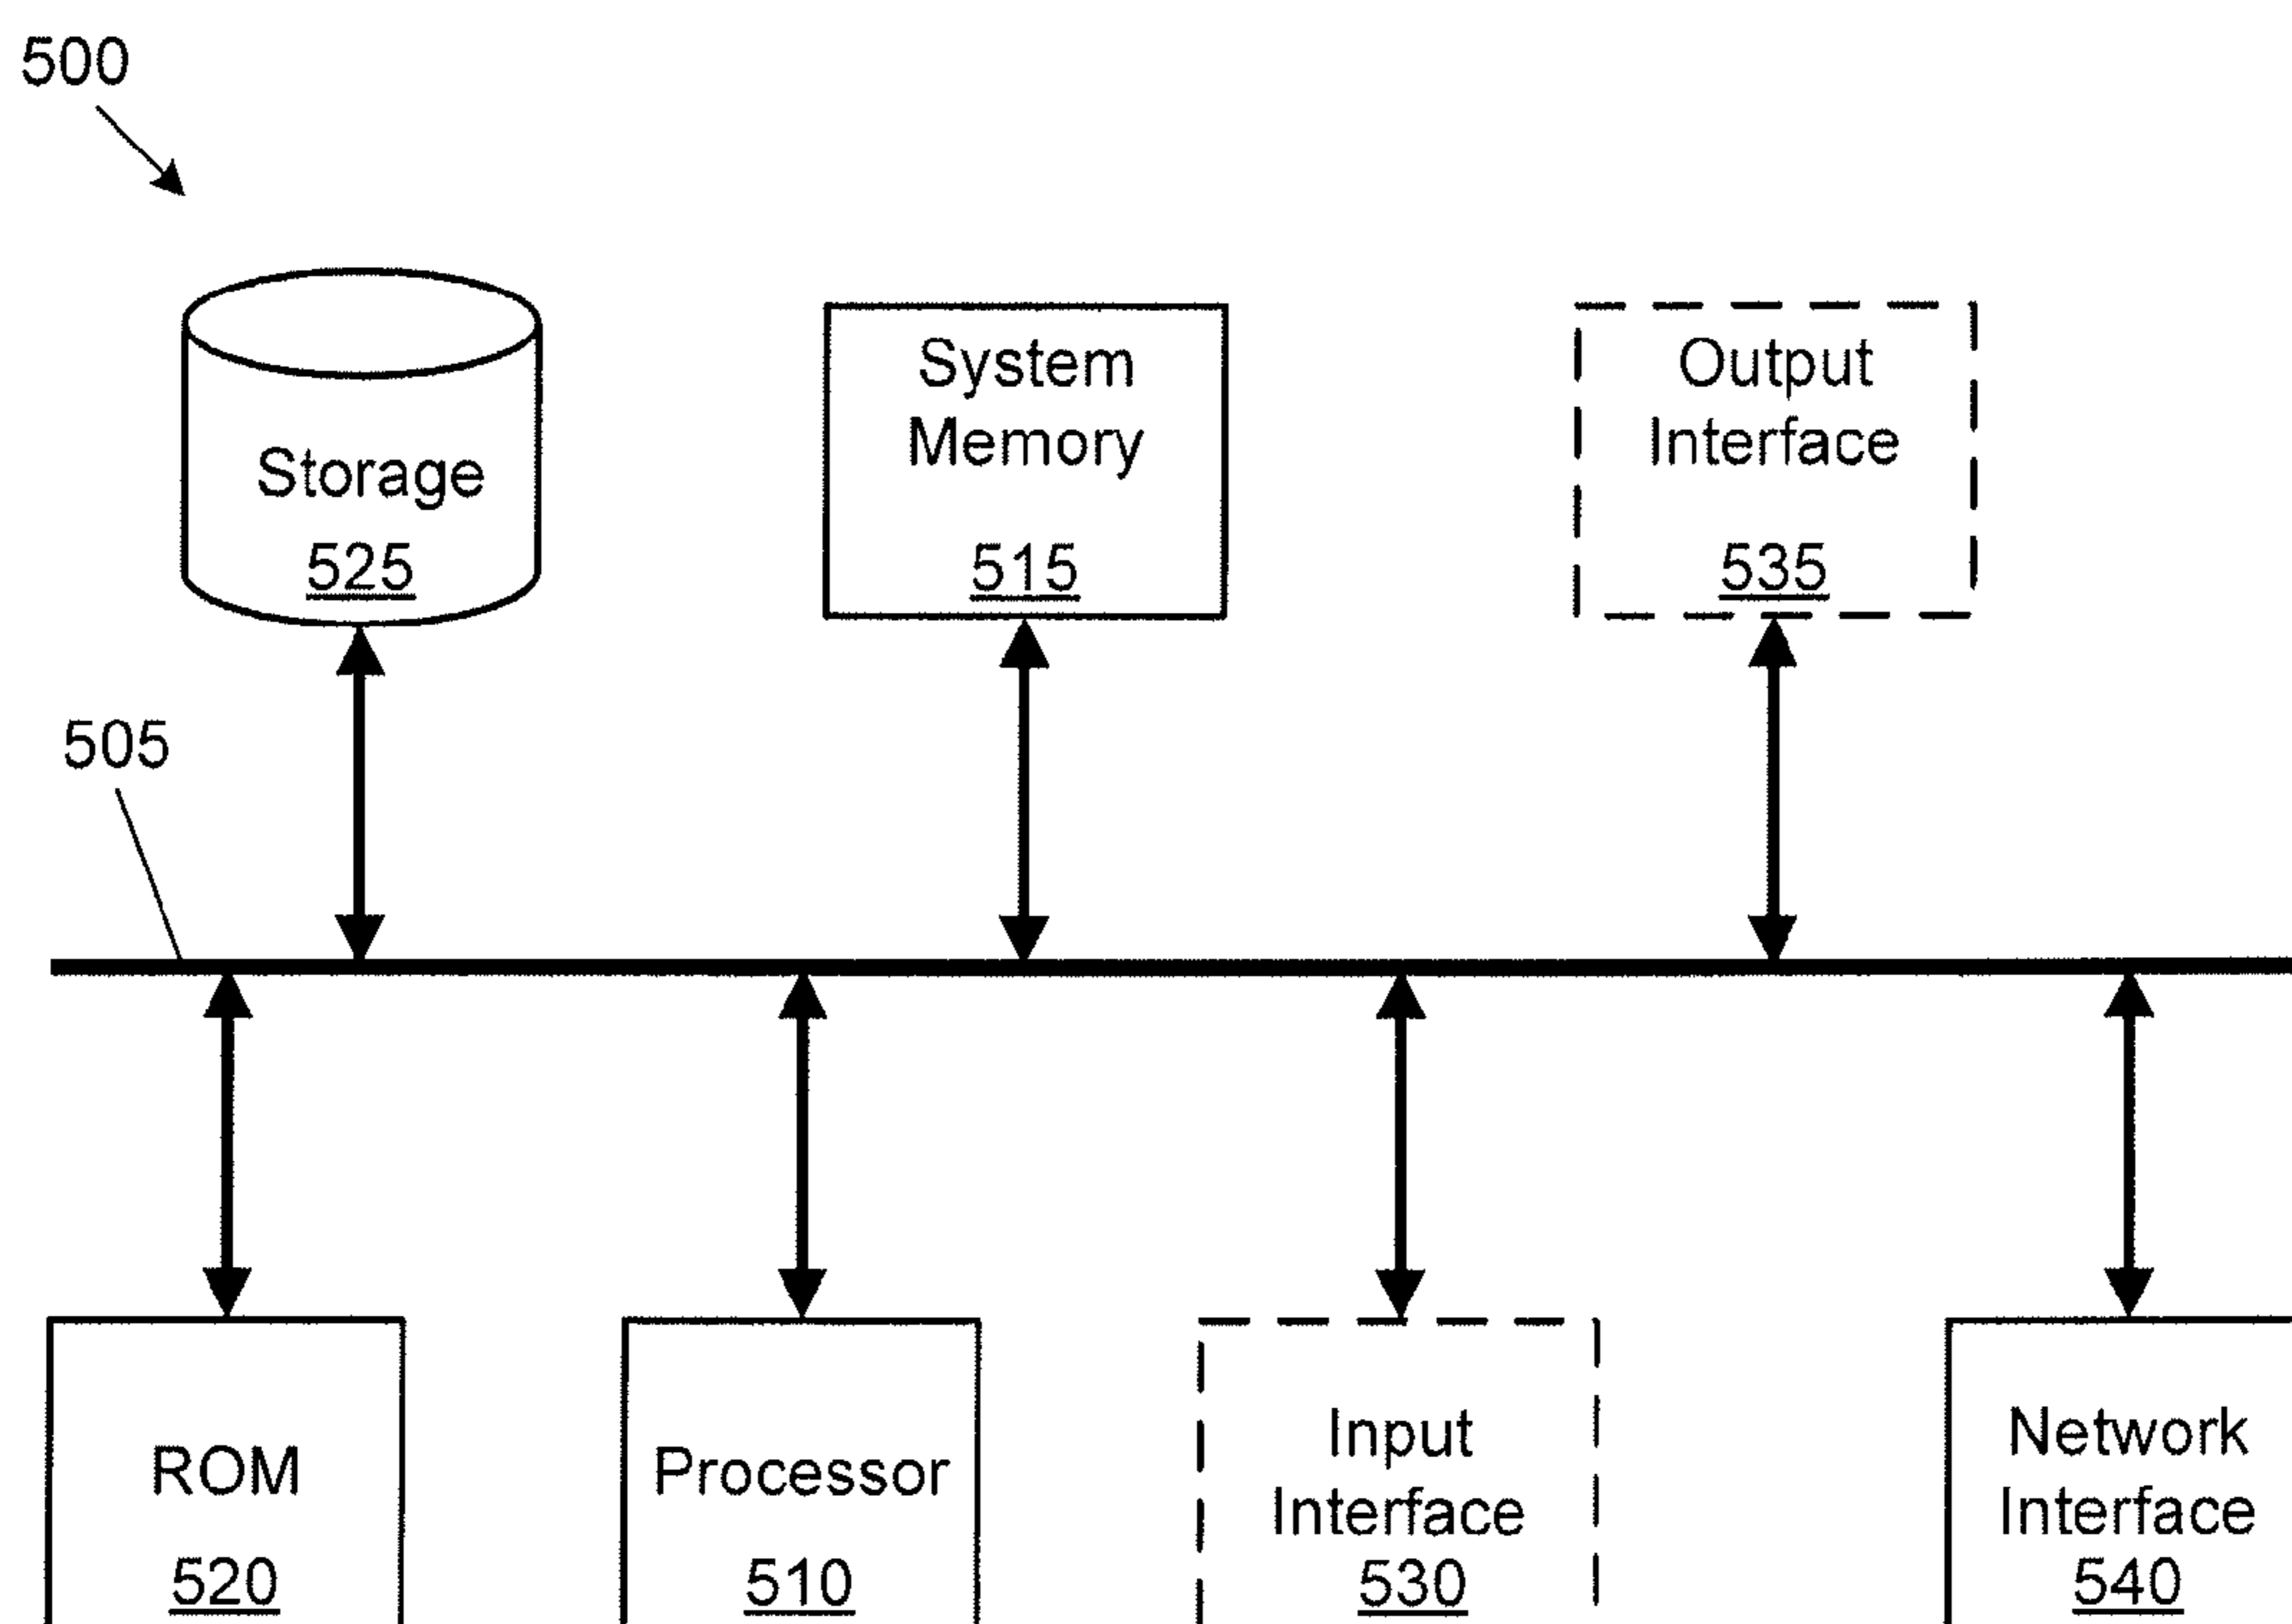 500
Storage
525
System
Memory
515
Output
Interface
535
505
ROM
520
Processor
510
Input
Interface
530
Network
Interface
540